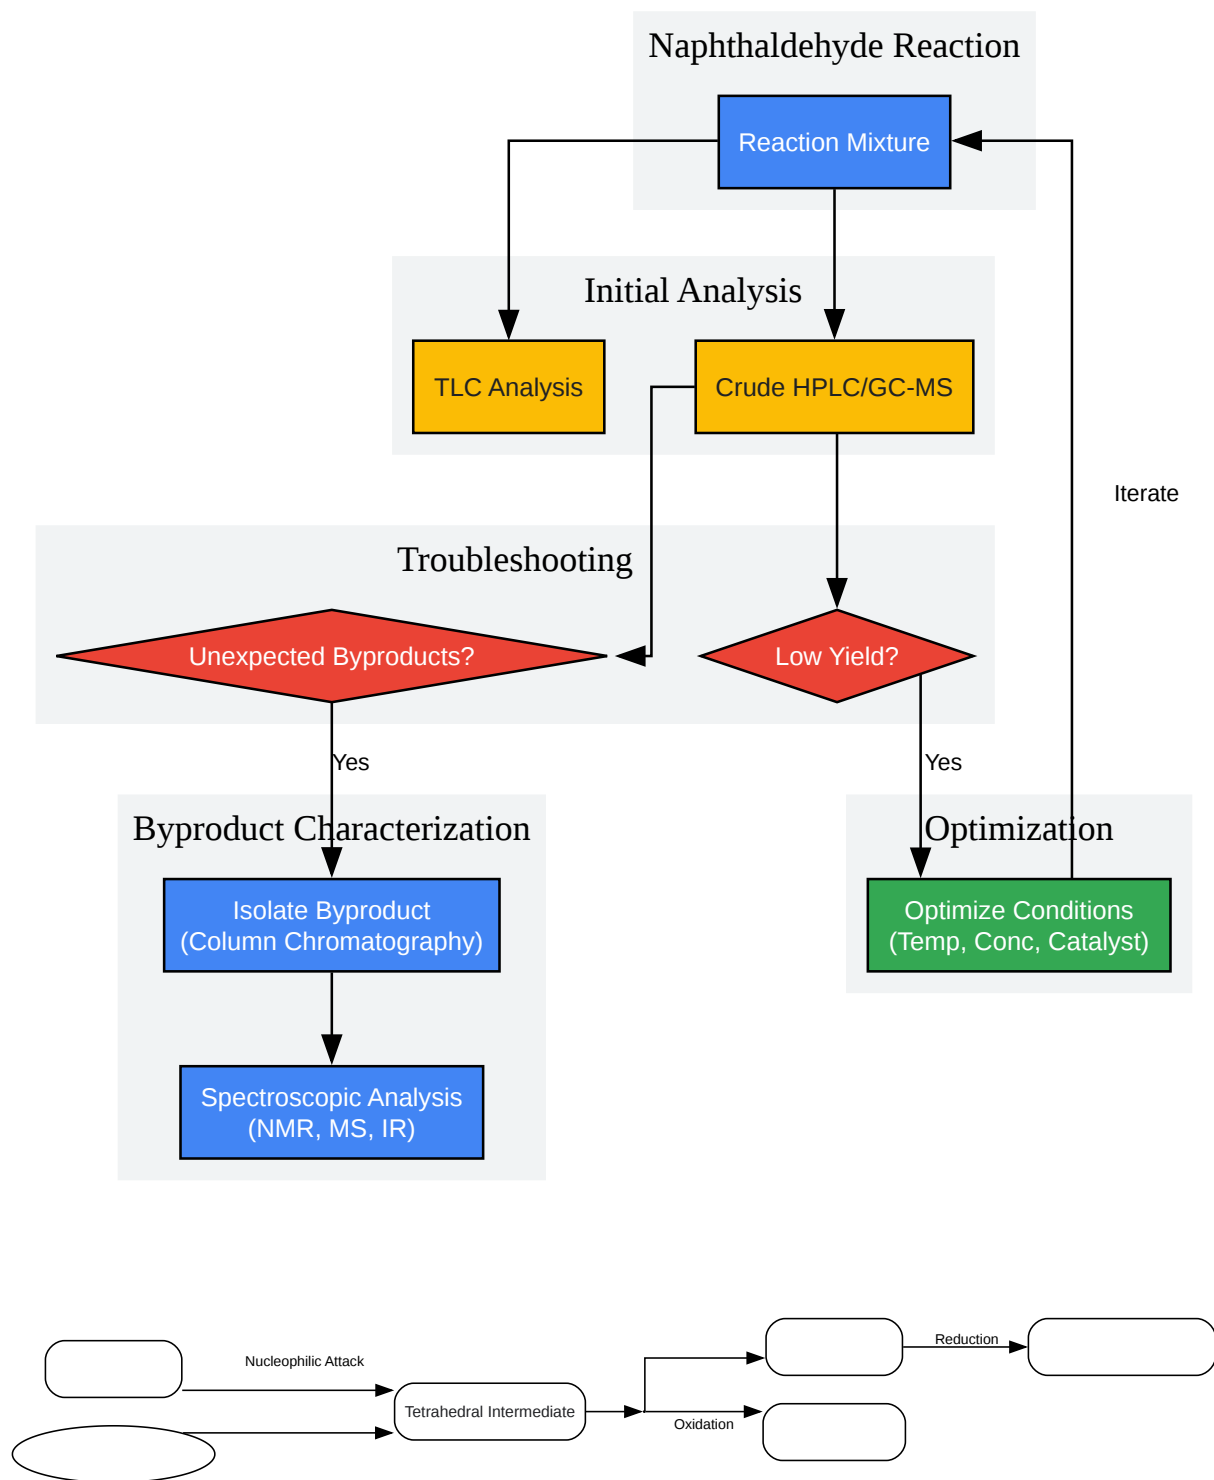 Naphthaldehyde Reaction
Reaction Mixture
Initial Analysis
TLC Analysis
Crude HPLC/GC-MS
Iterate
Troubleshooting
Unexpected Byproducts?
Low Yield?
Yes
Yes
Byproduct Characterization
Optimization
Isolate Byproduct
(Column Chromatography)
Optimize Conditions
(Temp, Conc, Catalyst)
Spectroscopic Analysis
(NMR, MS, IR)
Reduction
Nucleophilic Attack
Tetrahedral Intermediate
Oxidation